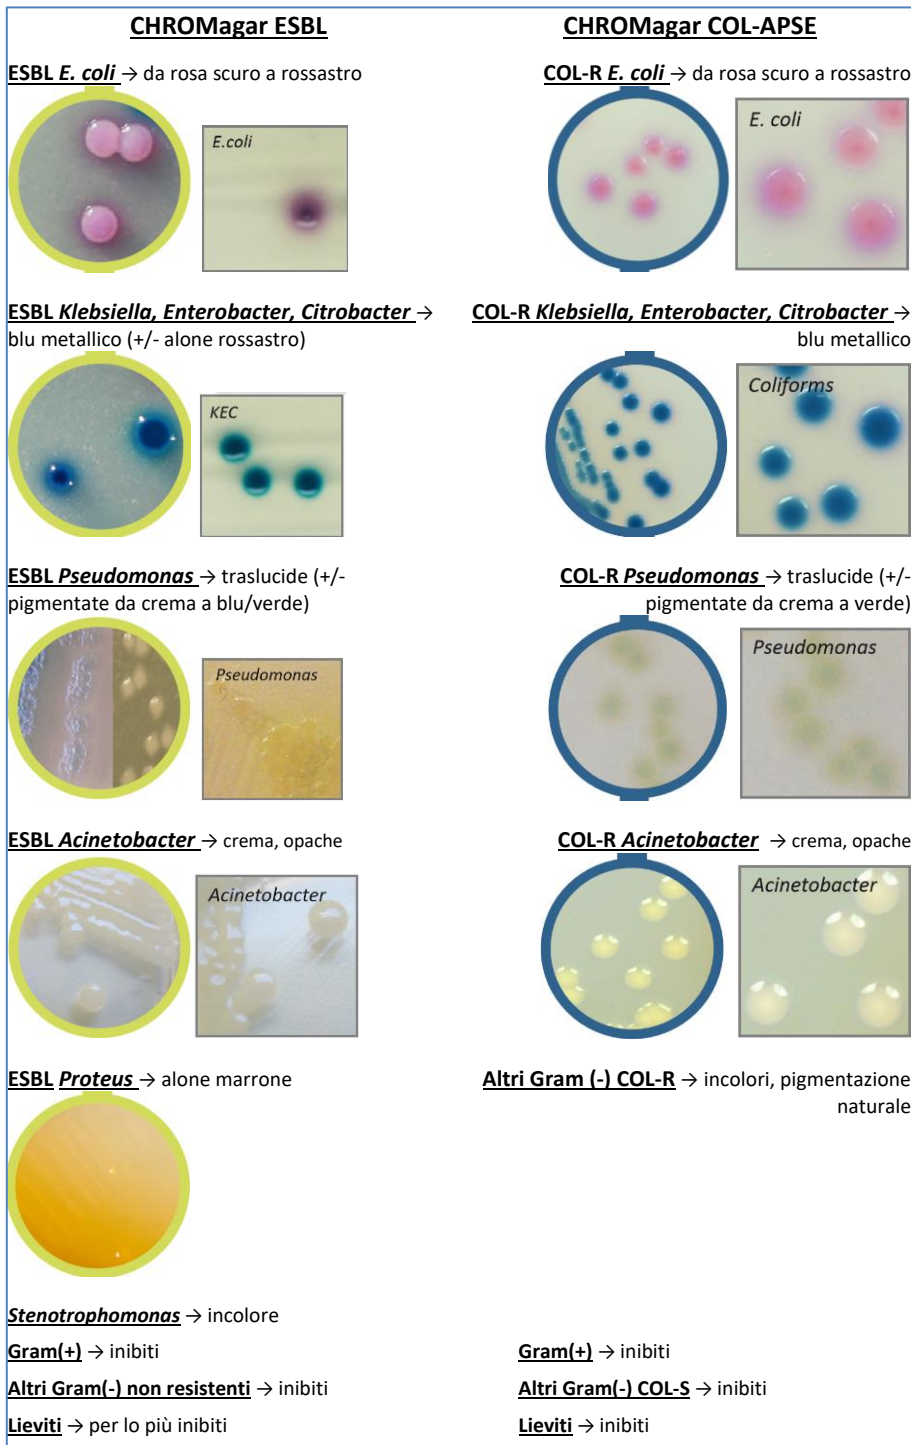 CHROMagar ESBL
CHROMagar COL-APSE
ESBL E. coli → da rosa scuro a rossastro
COL-R E. coli → da rosa scuro a rossastro
E.coli
E. coli
ESBL Klebsiella, Enterobacter, Citrobacter →
blu metallico (+/- alone rossastro)
COL-R Klebsiella, Enterobacter, Citrobacter →
blu metallico
KEC
Coliforms
ESBL Pseudomonas → traslucide (+/-
pigmentate da crema a blu/verde)
COL-R Pseudomonas → traslucide (+/-
pigmentate da crema a verde)
Pseudomonas
Pseudomonas
ESBL Acinetobacter → crema, opache
COL-R Acinetobacter → crema, opache
Acinetobacter
Acinetobacter
ESBL Proteus → alone marrone
Altri Gram (-) COL-R → incolori, pigmentazione
naturale
Stenotrophomonas → incolore
Gram(+) → inibiti
Gram(+) → inibiti
Altri Gram(-) non resistenti → inibiti
Altri Gram(-) COL-S → inibiti
Lieviti → per lo più inibiti
Lieviti → inibiti